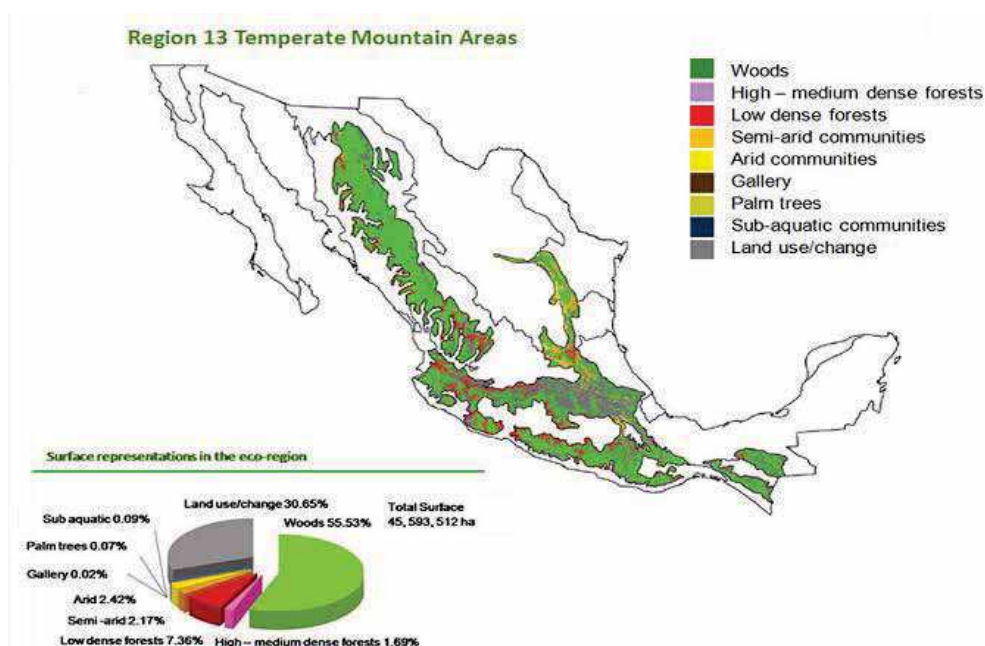 Region 13 Temperate Mountain Areas
Woods
High – medium dense forests
Low dense forests
Semi-arid communities
Arid communities
Gallery
Palm trees
Sub-aquatic communities
Land use/change
Surface representations in the eco-region
Land use/change 30.65%
Total Surface
45, 593, 512 ha
Woods 55.53%
Sub aquatic 0.09%
Palm trees 0.07%
Gallery 0.02%
Arid 2.42%
Semi -arid 2.17%
Low dense forests 7.36%
High – medium dense forests 1.69%